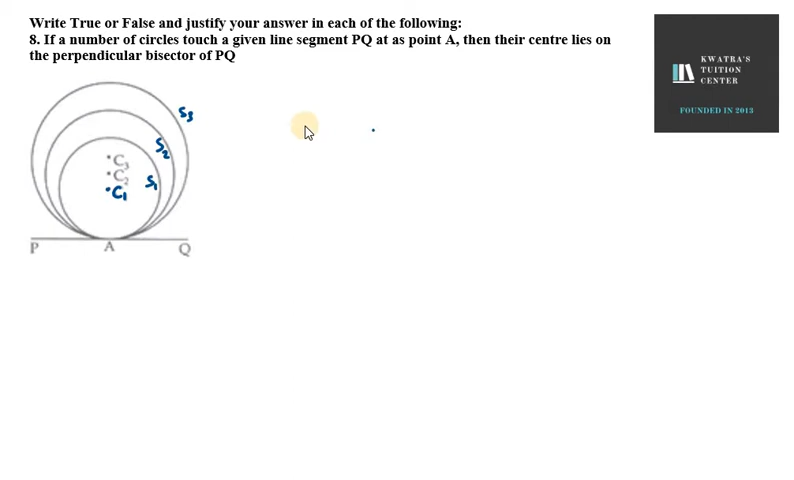 Write True or False and justify your answer in each of the following:
8. If a number of circles touch a given line segment PQ at as point A, then their centre lies on
the perpendicular bisector of PQ
KWATRA'S
TUITION
CENTER
FOUNDED IN 2013
S3
S2
S1
C3
C2
C1
P A Q